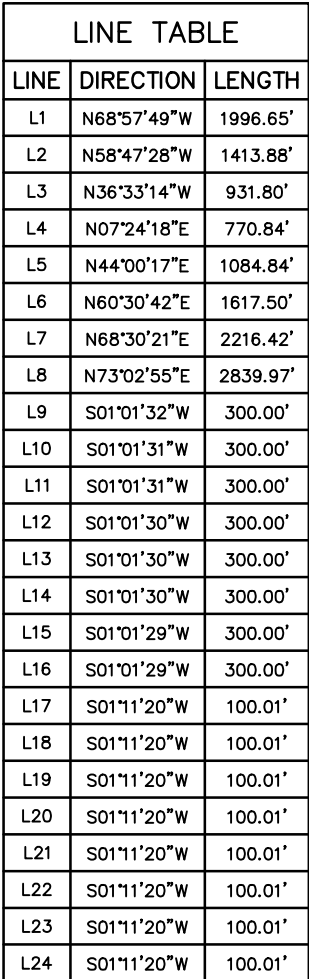 LINE TABLE
LINE DIRECTION LENGTH
L1 N68°57'49"W 1996.65'
L2 N58°47'28"W 1413.88'
L3 N36°33'14"W 931.80'
L4 N07°24'18"E 770.84'
L5 N44°00'17"E 1084.84'
L6 N60°30'42"E 1617.50'
L7 N68°30'21"E 2216.42'
L8 N73°02'55"E 2839.97'
L9 S01°01'32"W 300.00'
L10 S01°01'31"W 300.00'
L11 S01°01'31"W 300.00'
L12 S01°01'30"W 300.00'
L13 S01°01'30"W 300.00'
L14 S01°01'30"W 300.00'
L15 S01°01'29"W 300.00'
L16 S01°01'29"W 300.00'
L17 S01°11'20"W 100.01'
L18 S01°11'20"W 100.01'
L19 S01°11'20"W 100.01'
L20 S01°11'20"W 100.01'
L21 S01°11'20"W 100.01'
L22 S01°11'20"W 100.01'
L23 S01°11'20"W 100.01'
L24 S01°11'20"W 100.01'